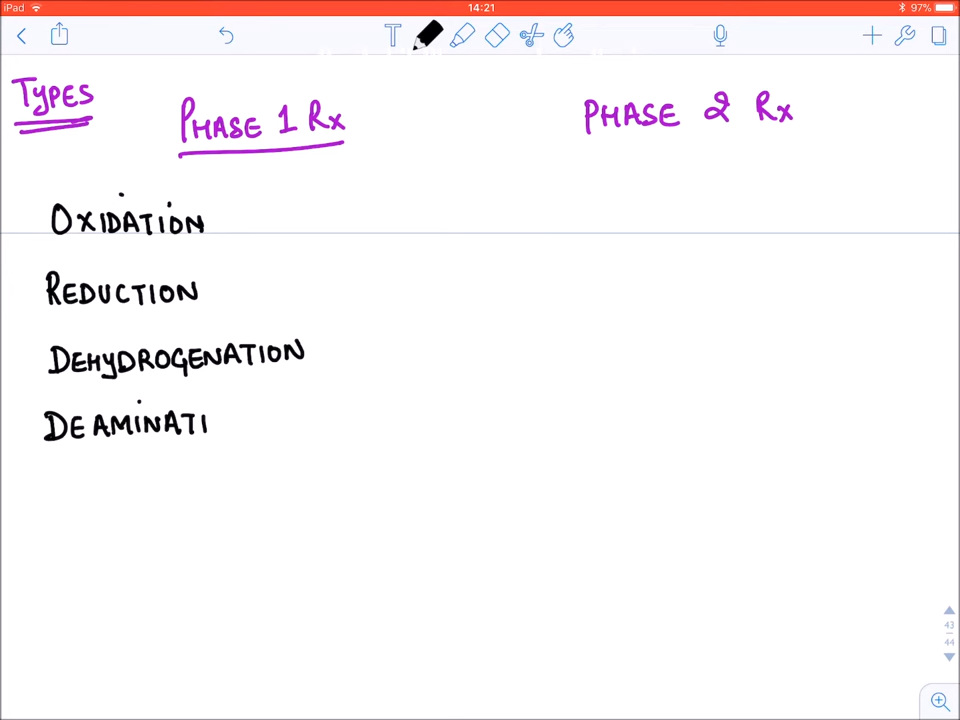 iPad 14:21 97%
TYPES
PHASE 1 Rx PHASE 2 Rx
OXIDATION
REDUCTION
DEHYDROGENATION
DEAMINATI
43
44